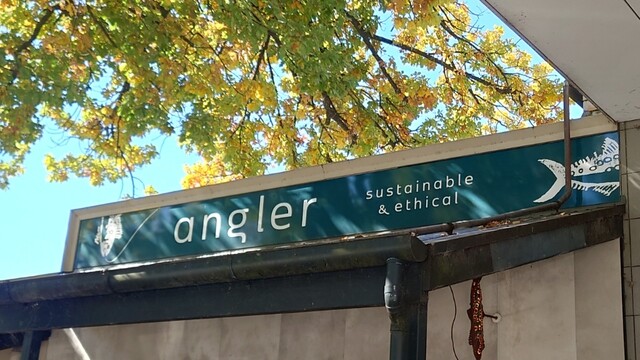 angler
sustainable
& ethical